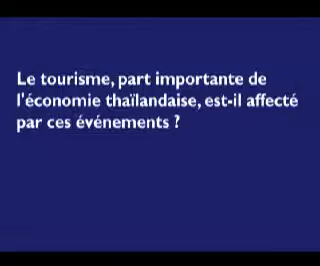 Le tourisme, part importante de
l'économie thaïlandaise, est-il affecté
par ces événements ?